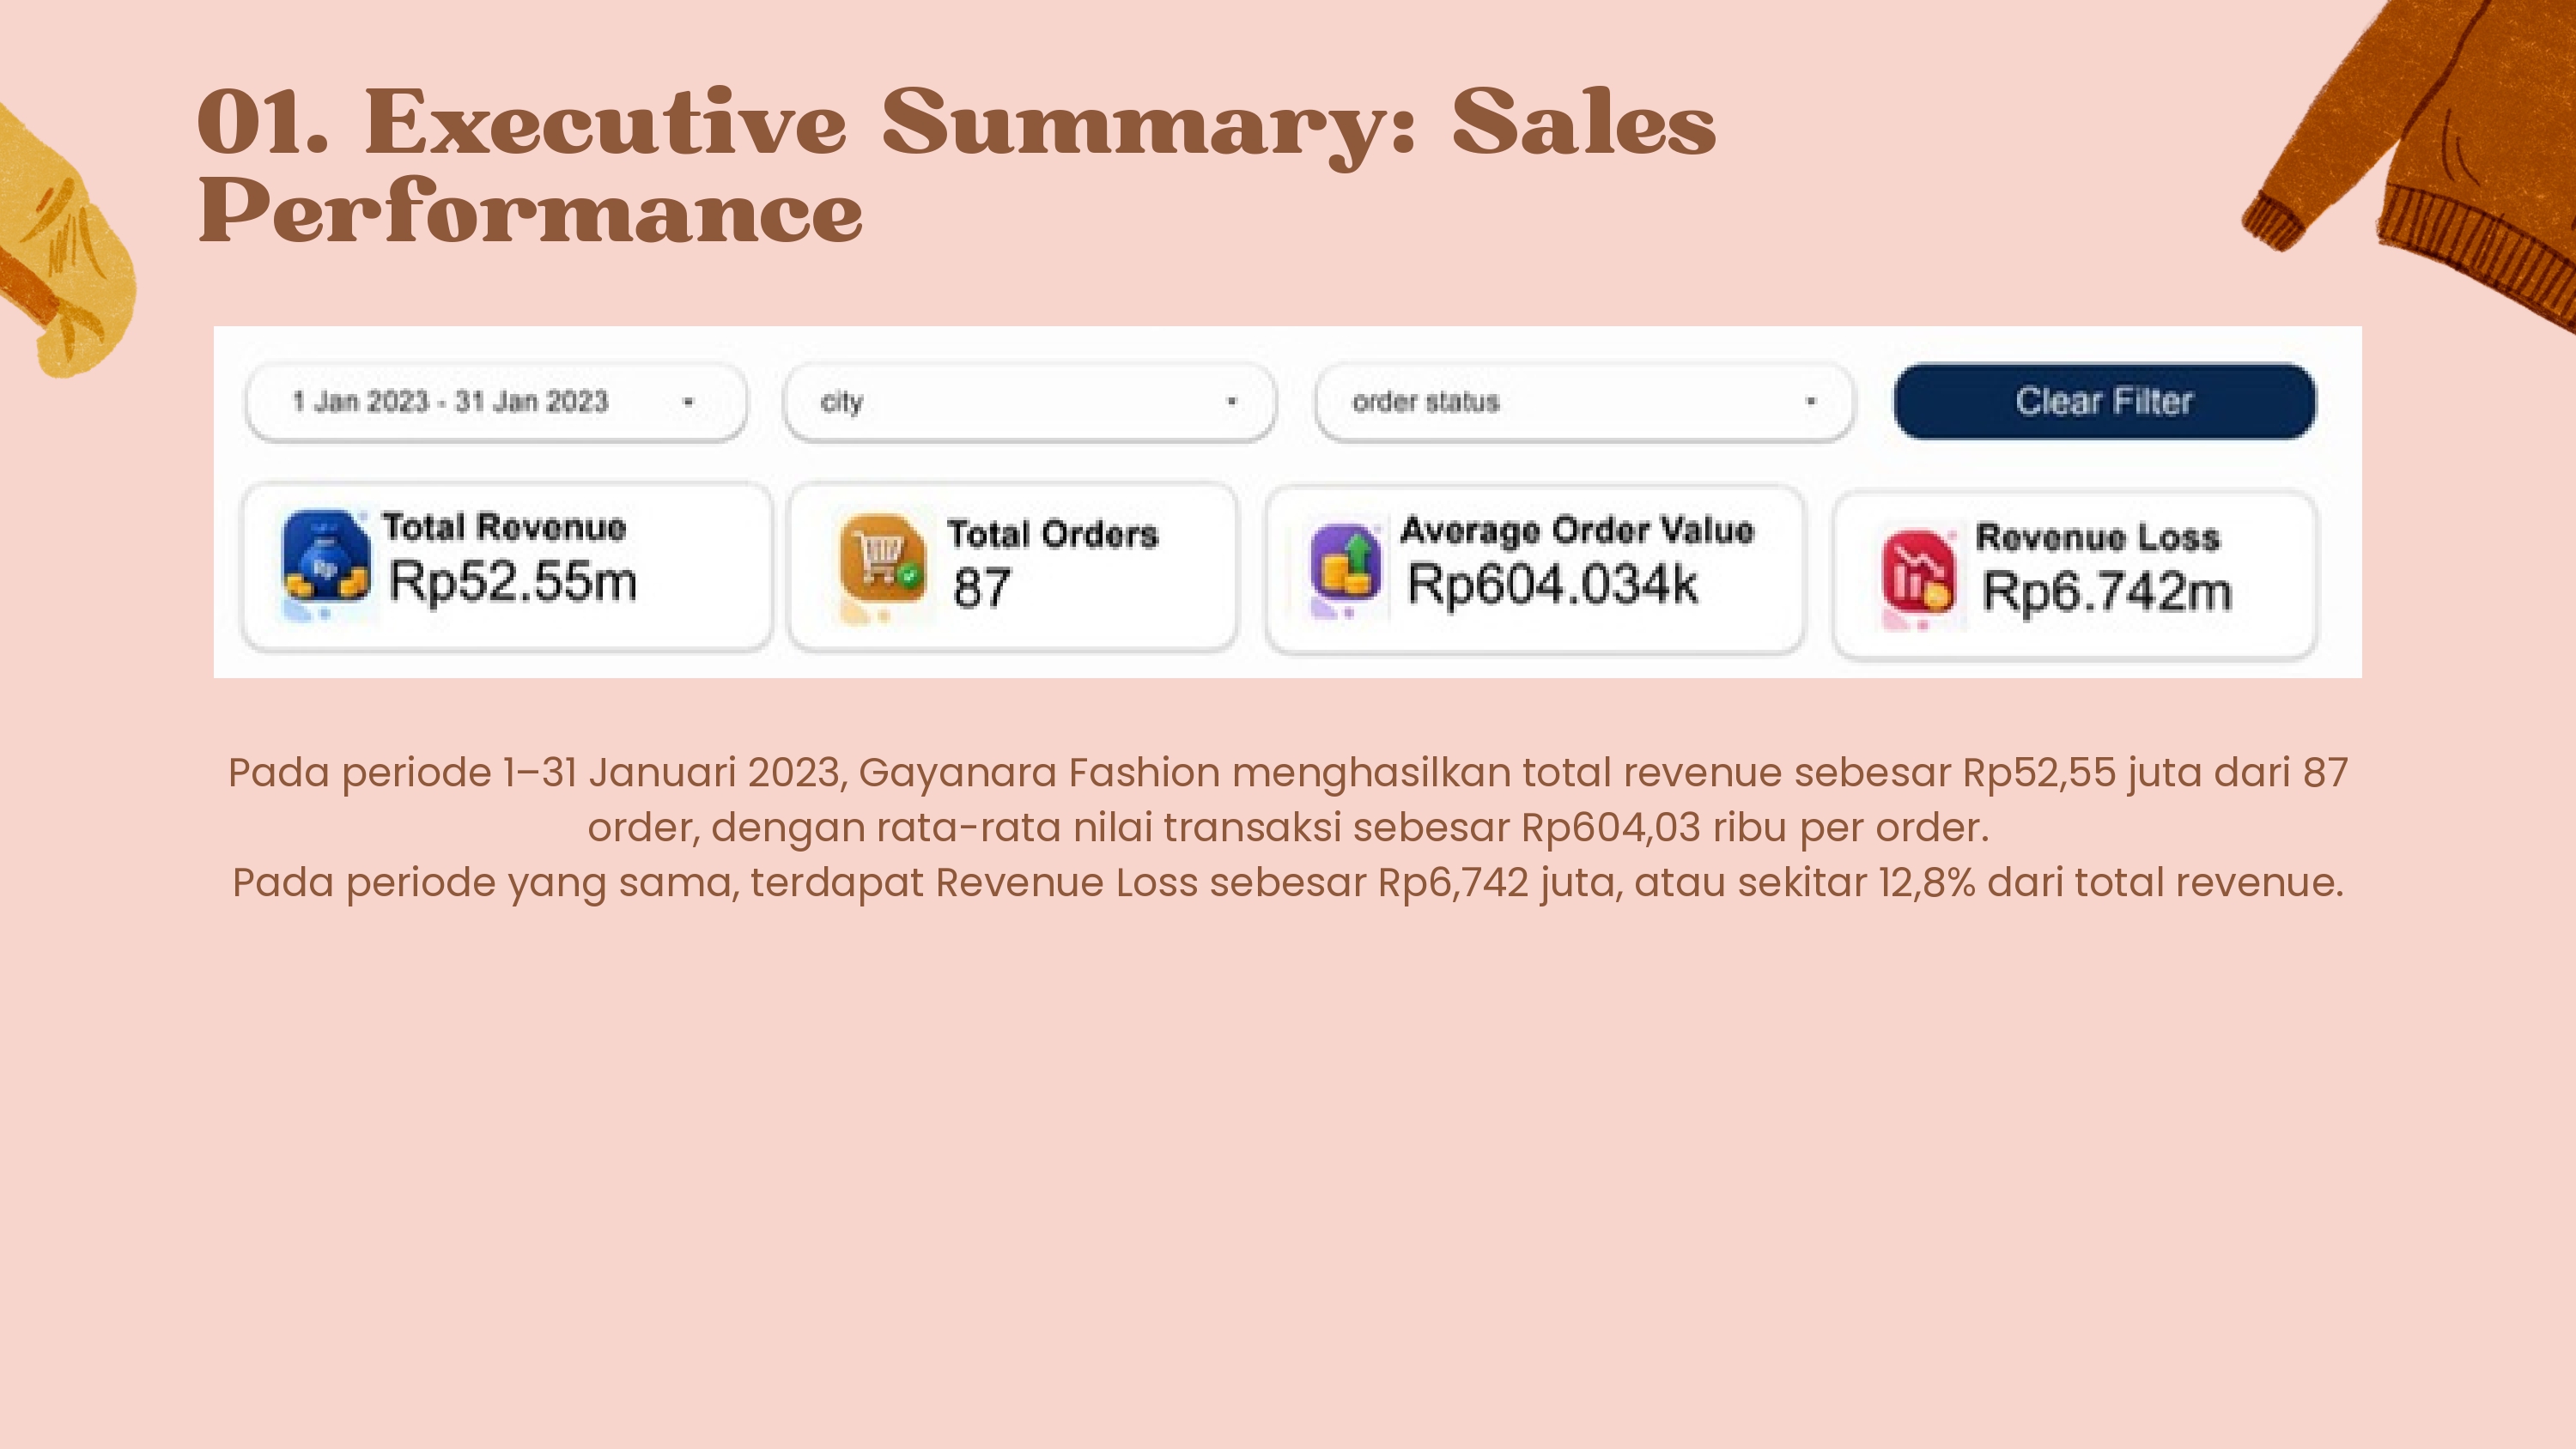 01. Executive Summary: Sales
Performance
1 Jan 2023 - 31 Jan 2023
city
order status
Clear Filter
Total Revenue
Rp52.55m
Total Orders
87
Average Order Value
Rp604.034k
Revenue Loss
Rp6.742m
Rp
Pada periode 1–31 Januari 2023, Gayanara Fashion menghasilkan total revenue sebesar Rp52,55 juta dari 87
order, dengan rata-rata nilai transaksi sebesar Rp604,03 ribu per order.
Pada periode yang sama, terdapat Revenue Loss sebesar Rp6,742 juta, atau sekitar 12,8% dari total revenue.